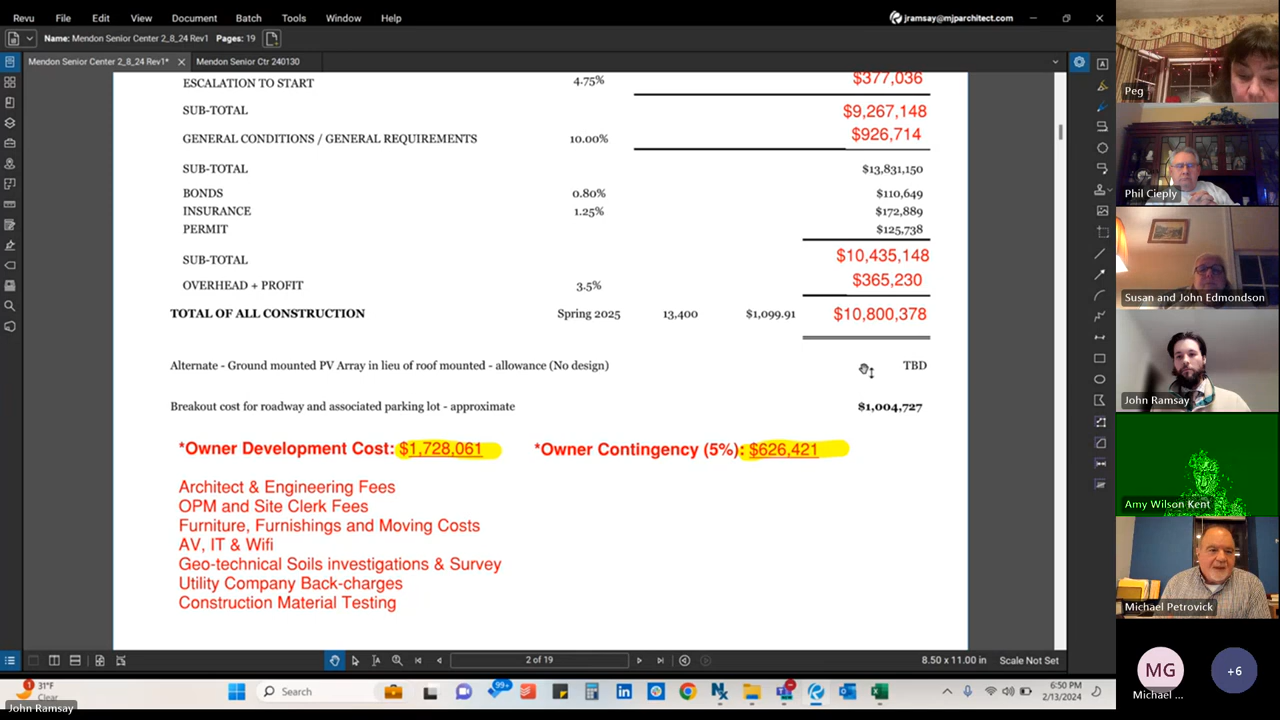 Revu File Edit View Document Batch Tools Window Help jramsay@mjparchitect.com
Name: Mendon Senior Center 2_8_24 Rev1 Pages: 19
Mendon Senior Center 2_8_24 Rev1* Mendon Senior Ctr 240130
ESCALATION TO START 4.75% $377,036
SUB-TOTAL $9,267,148
GENERAL CONDITIONS / GENERAL REQUIREMENTS 10.00% $926,714
SUB-TOTAL $13,831,150
BONDS 0.80% $110,649
INSURANCE 1.25% $172,889
PERMIT $125,738
SUB-TOTAL $10,435,148
OVERHEAD + PROFIT 3.5% $365,230
TOTAL OF ALL CONSTRUCTION Spring 2025 13,400 $1,099.91 $10,800,378
Alternate - Ground mounted PV Array in lieu of roof mounted - allowance (No design) TBD
Breakout cost for roadway and associated parking lot - approximate $1,004,727
*Owner Development Cost: $1,728,061 *Owner Contingency (5%): $626,421
Architect & Engineering Fees
OPM and Site Clerk Fees
Furniture, Furnishings and Moving Costs
AV, IT & Wifi
Geo-technical Soils investigations & Survey
Utility Company Back-charges
Construction Material Testing
2 of 19 8.50 x 11.00 in Scale Not Set
31°F
Clear
Search
99+
6:50 PM
2/13/2024
John Ramsay
Peg
Phil Cieply
Susan and John Edmondson
John Ramsay
Amy Wilson Kent
Michael Petrovick
MG
Michael ...
+6